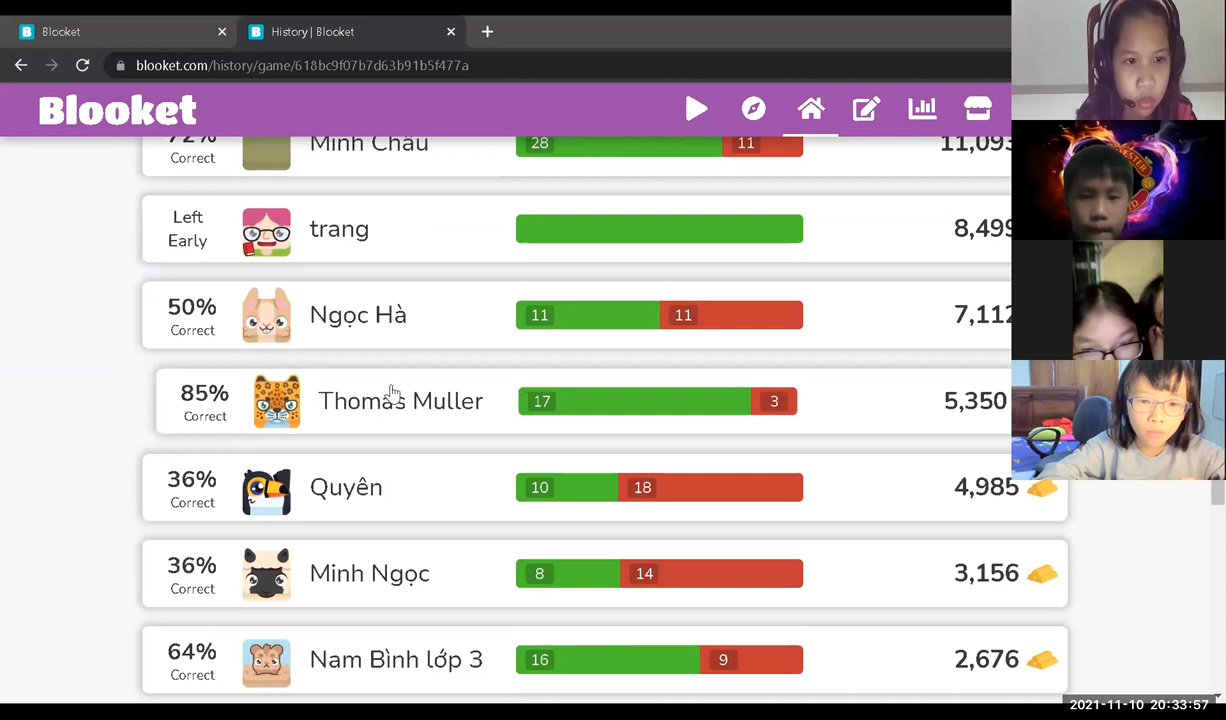 Blooket
History | Blooket
blooket.com/history/game/618bc9f07b7d63b91b5f477a
Blooket
72%
Correct
Minh Châu
28
11
11,093
Left
Early
trang
8,499
50%
Correct
Ngọc Hà
11
11
7,112
85%
Correct
Thomas Muller
17
3
5,350
36%
Correct
Quyên
10
18
4,985
36%
Correct
Minh Ngọc
8
14
3,156
64%
Correct
Nam Bình lớp 3
16
9
2,676
2021-11-10 20:33:57